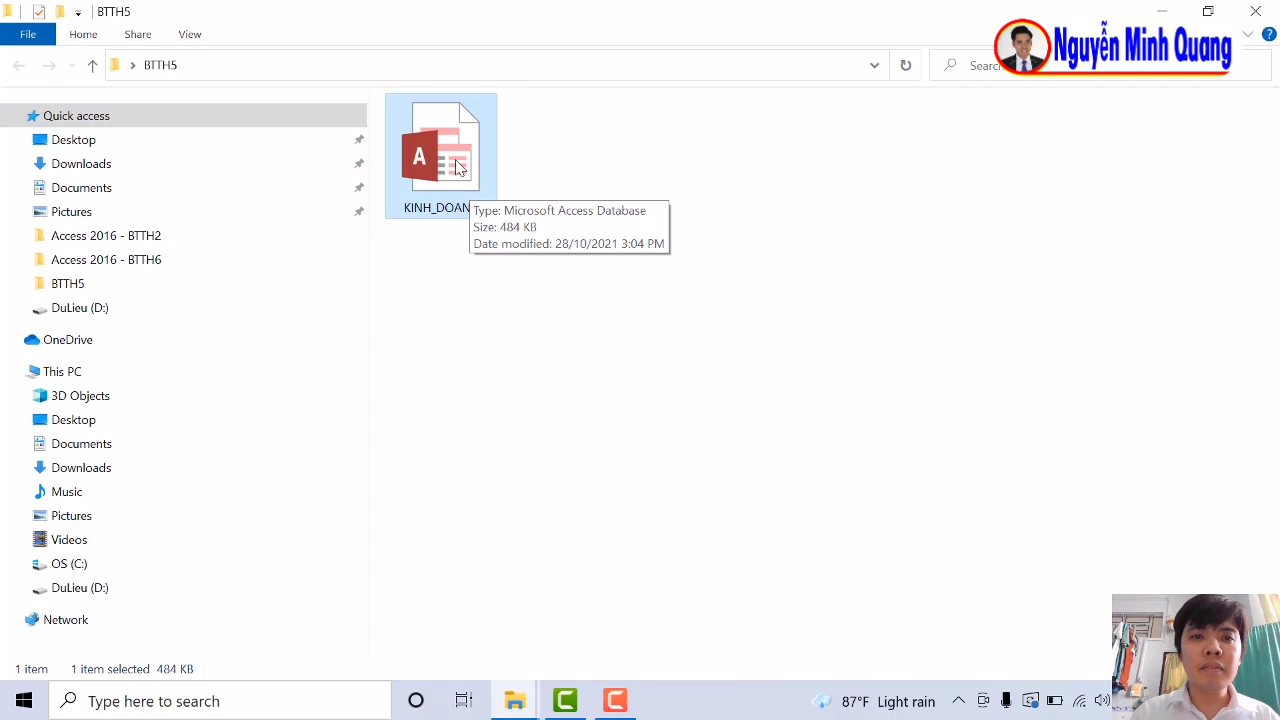 BTTH5
File
Home
Share
View
Nguyễn Minh Quang
BTTH5
Quick access
Desktop
Downloads
Documents
Pictures
Access 2016 - BTTH2
Access 2016 - BTTH6
BTTH5
DuLieu (D:)
OneDrive
This PC
3D Objects
Desktop
Documents
Downloads
Music
Pictures
Videos
OS (C:)
DuLieu (D:)
Network
A
Type: Microsoft Access Database
Size: 484 KB
Date modified: 28/10/2021 3:04 PM
1 item
1 item selected 484 KB
Type here to search
87°F Light rain